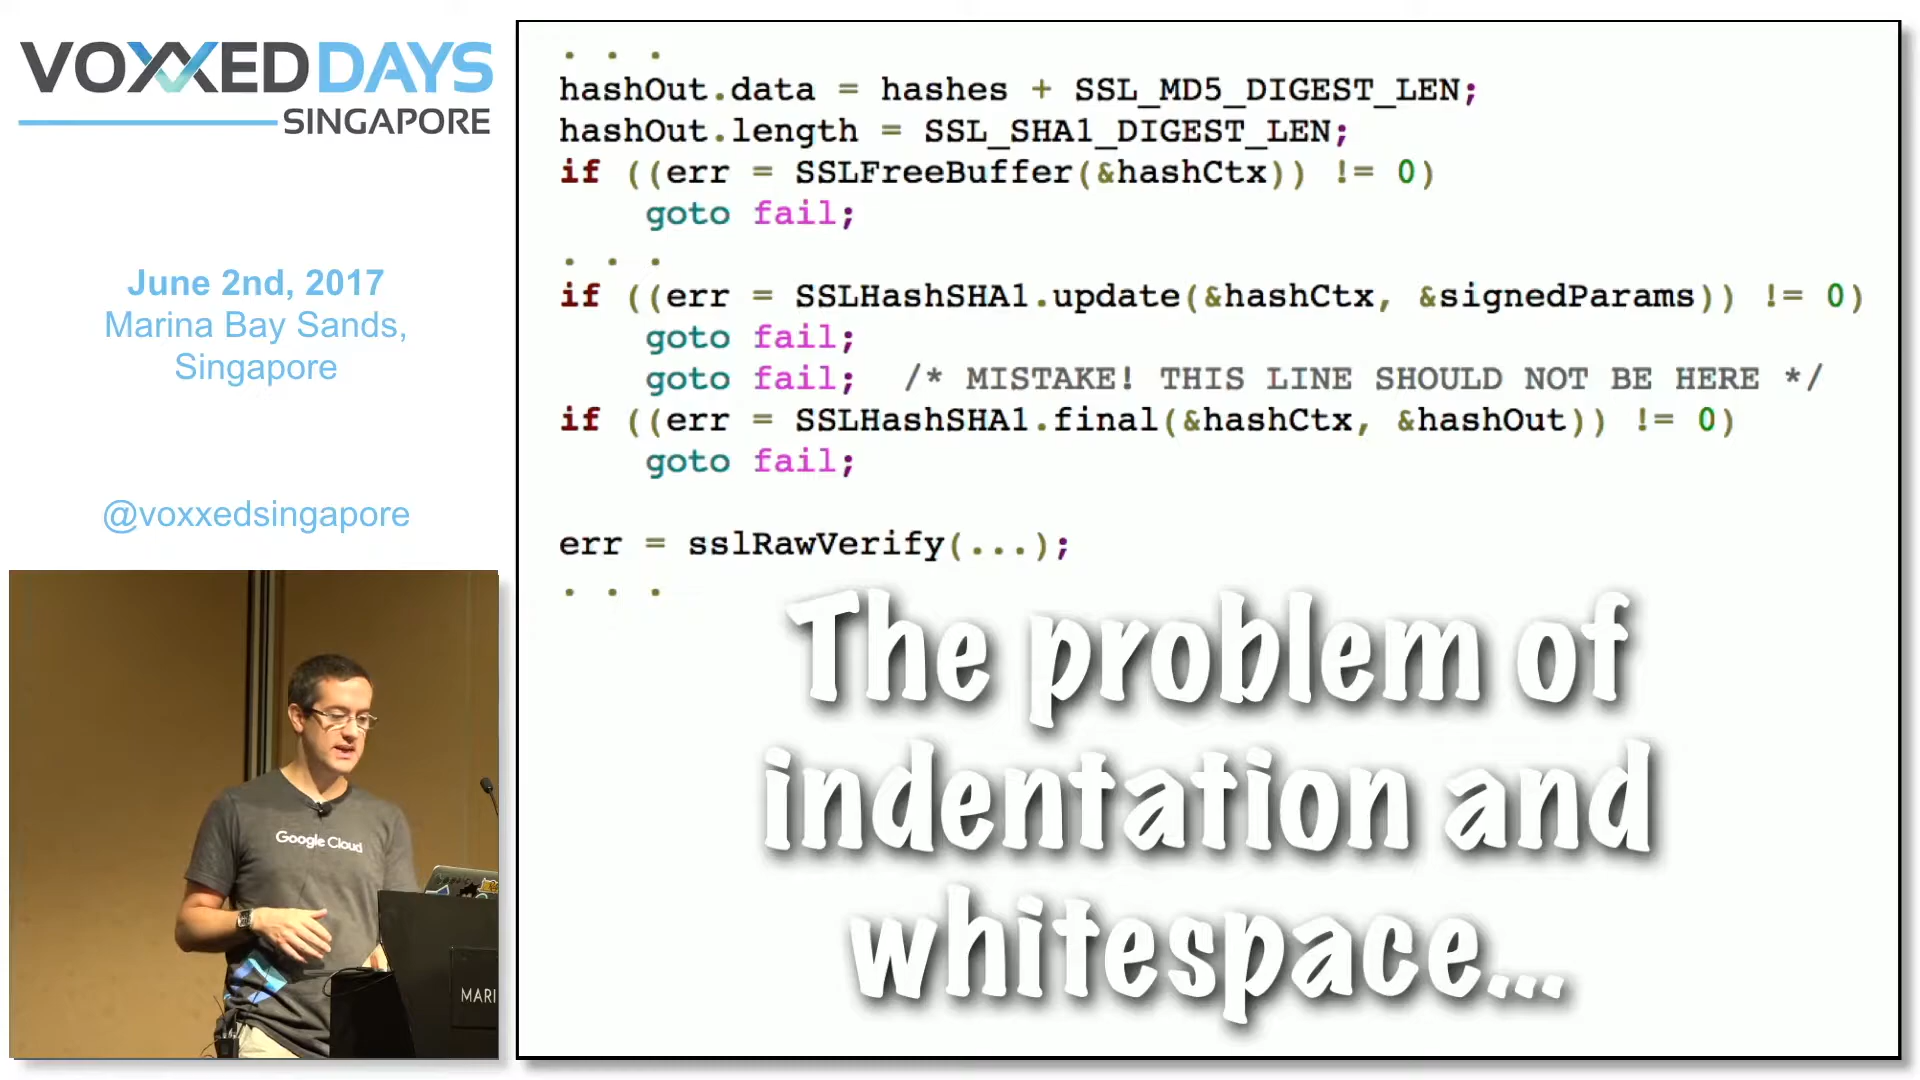 VOXXEDDAYS
SINGAPORE
June 2nd, 2017
Marina Bay Sands,
Singapore
@voxxedsingapore
Google Cloud
MARI
. . .
hashOut.data = hashes + SSL_MD5_DIGEST_LEN;
hashOut.length = SSL_SHA1_DIGEST_LEN;
if ((err = SSLFreeBuffer(&hashCtx)) != 0)
    goto fail;
. . .
if ((err = SSLHashSHA1.update(&hashCtx, &signedParams)) != 0)
    goto fail;
    goto fail;  /* MISTAKE! THIS LINE SHOULD NOT BE HERE */
if ((err = SSLHashSHA1.final(&hashCtx, &hashOut)) != 0)
    goto fail;
err = sslRawVerify(...);
. . .
The problem of
indentation and
whitespace...